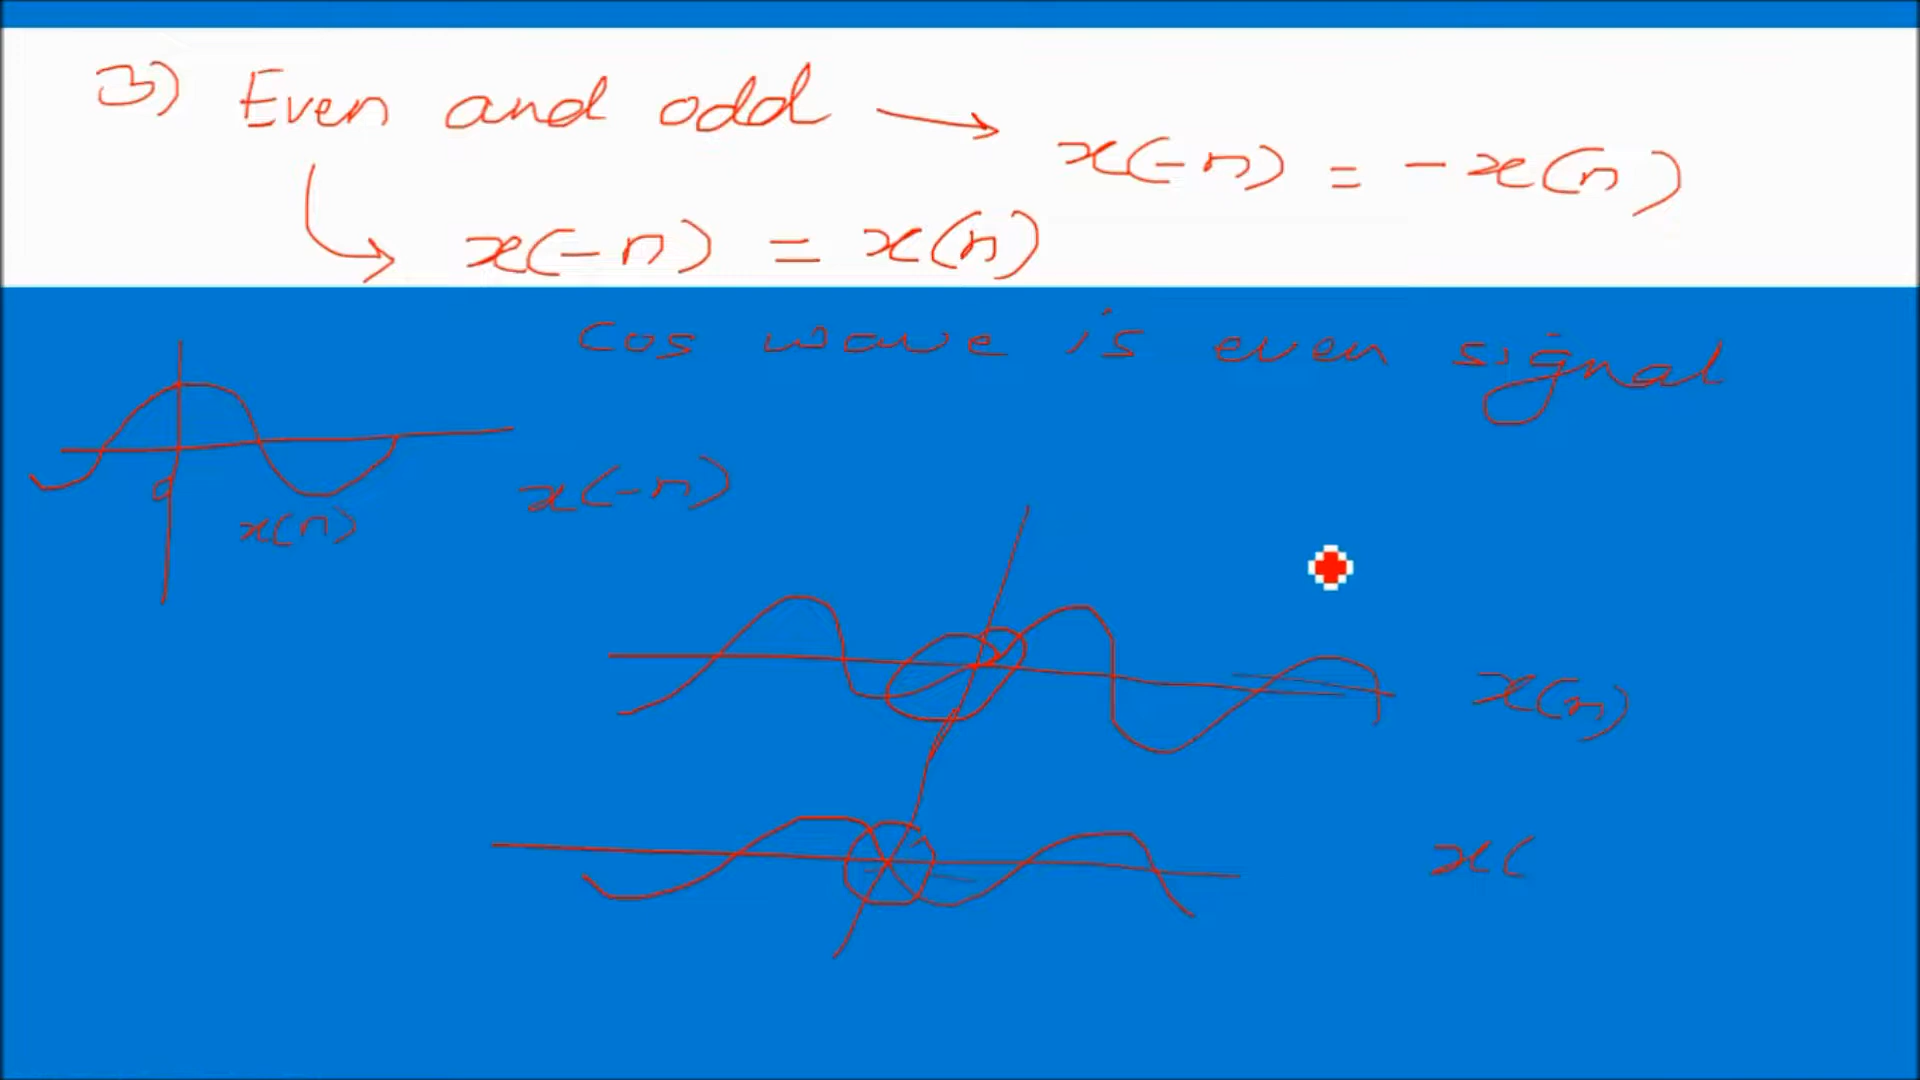 3) Even and odd → x(-n) = -x(n)
↳ x(-n) = x(n)
Cos wave is even signal
x(n)
x(-n)
x(n)
x(